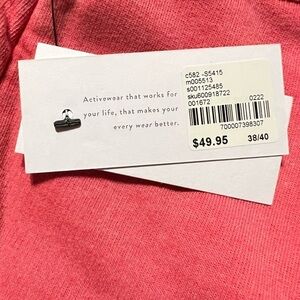 Activewear that works for
your life, that makes your
every wear better.
c582 -S5415
m005513
s001125485
sku600918722
001672 0222
700007398307
$49.95 38/40